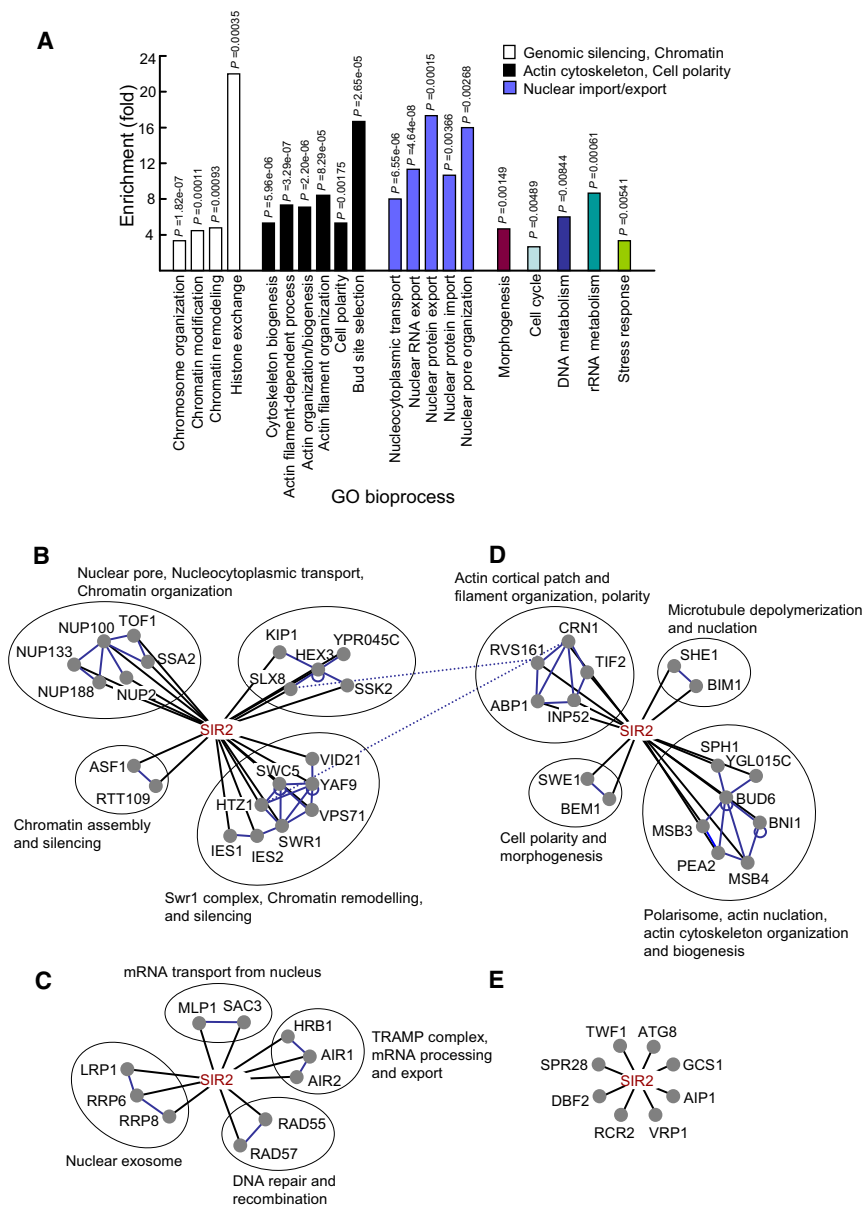 A
Enrichment (fold)
24
20
16
12
8
4
P =1.82e-07
P =0.00011
P =0.00093
P =0.00035
P =5.96e-06
P =3.29e-07
P =2.20e-06
P =8.29e-05
P =0.00175
P =2.65e-05
P =6.55e-06
P =4.64e-08
P =0.00015
P =0.00366
P =0.00268
P =0.00149
P =0.00489
P =0.00844
P =0.00061
P =0.00541
Genomic silencing, Chromatin
Actin cytoskeleton, Cell polarity
Nuclear import/export
Chromosome organization
Chromatin modification
Chromatin remodeling
Histone exchange
Cytoskeleton biogenesis
Actin filament-dependent process
Actin organization/biogenesis
Actin filament organization
Cell polarity
Bud site selection
Nucelocytoplasmic transport
Nuclear RNA export
Nuclear protein export
Nuclear protein import
Nuclear pore organization
Morphogenesis
Cell cycle
DNA metabolism
rRNA metabolism
Stress response
GO bioprocess
B
Nuclear pore, Nucleocytoplasmic transport,
Chromatin organization
NUP100
TOF1
NUP133
SSA2
NUP188
NUP2
KIP1
YPR045C
HEX3
SLX8
SSK2
SIR2
ASF1
RTT109
Chromatin assembly
and silencing
VID21
SWC5
YAF9
HTZ1
VPS71
SWR1
IES1
IES2
Swr1 complex, Chromatin remodelling,
and silencing
D
Actin cortical patch and
filament organization, polarity
CRN1
RVS161
TIF2
ABP1
INP52
Microtubule depolymerization
and nuclation
SHE1
BIM1
SIR2
SWE1
BEM1
Cell polarity and
morphogenesis
SPH1
YGL015C
BUD6
MSB3
BNI1
PEA2
MSB4
Polarisome, actin nuclation,
actin cytoskeleton organization
and biogenesis
C
mRNA transport from nucleus
MLP1
SAC3
HRB1
AIR1
AIR2
TRAMP complex,
mRNA processing
and export
LRP1
RRP6
RRP8
SIR2
Nuclear exosome
RAD55
RAD57
DNA repair and
recombination
E
TWF1
ATG8
SPR28
GCS1
SIR2
DBF2
AIP1
RCR2
VRP1